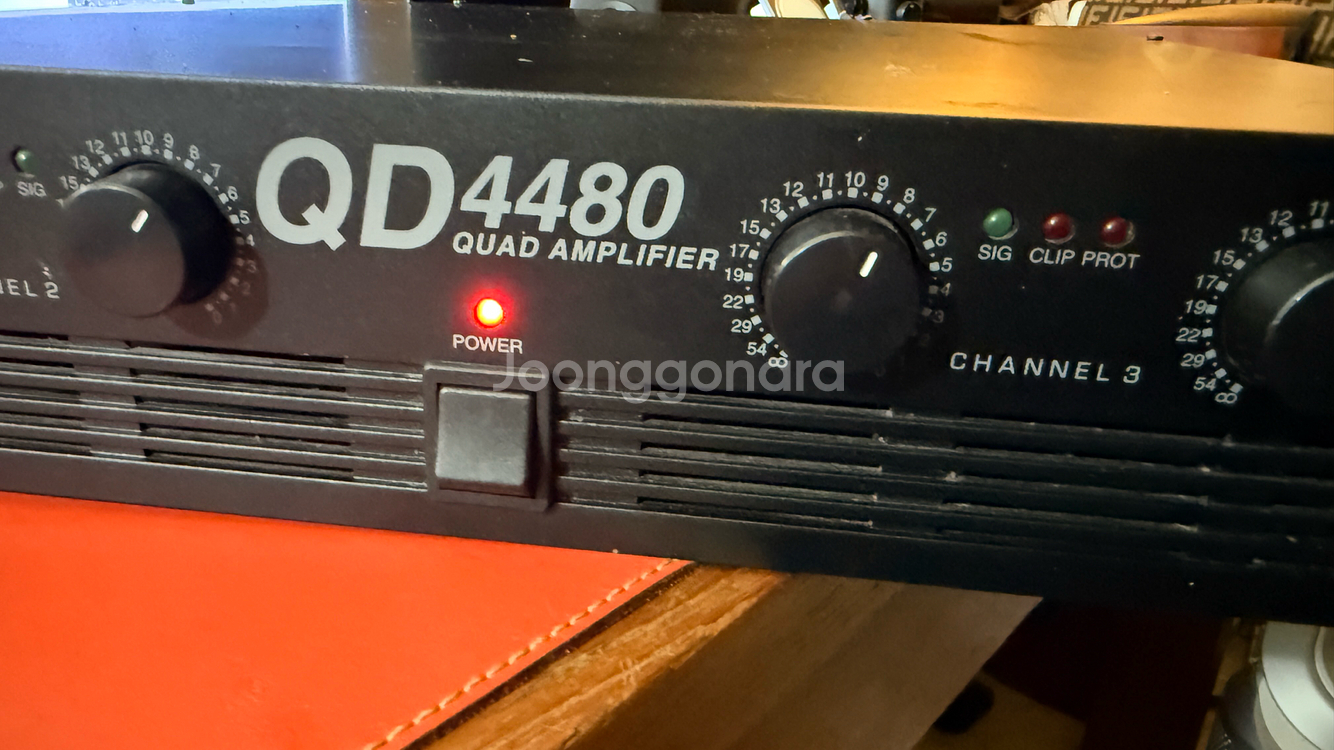 SIG
15 13 12 11 10 9 8 7 6 5 4
QD4480
QUAD AMPLIFIER
POWER
2
∞ 54 29 22 19 17 15 13 12 11 10 9 8 7 6 5 4 3
SIG CLIP PROT
CHANNEL 3
∞ 54 29 22 19 17 15 13 12 11
Joonggonara